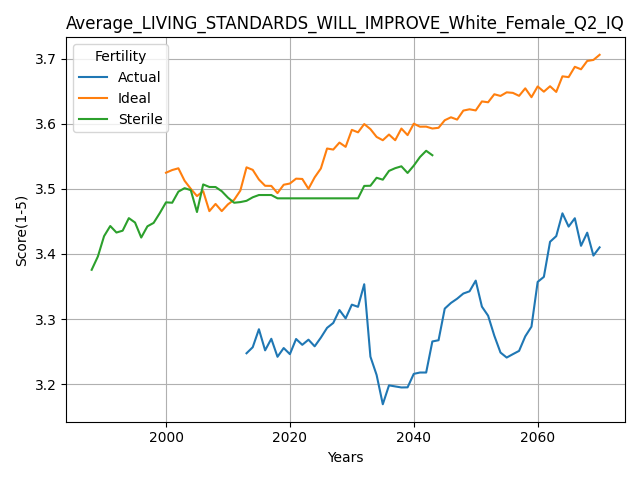 Average_LIVING_STANDARDS_WILL_IMPROVE_White_Female_Q2_IQ
Fertility
Actual
Ideal
Sterile
Score(1-5)
3.7
3.6
3.5
3.4
3.3
3.2
2000
2020
2040
2060
Years